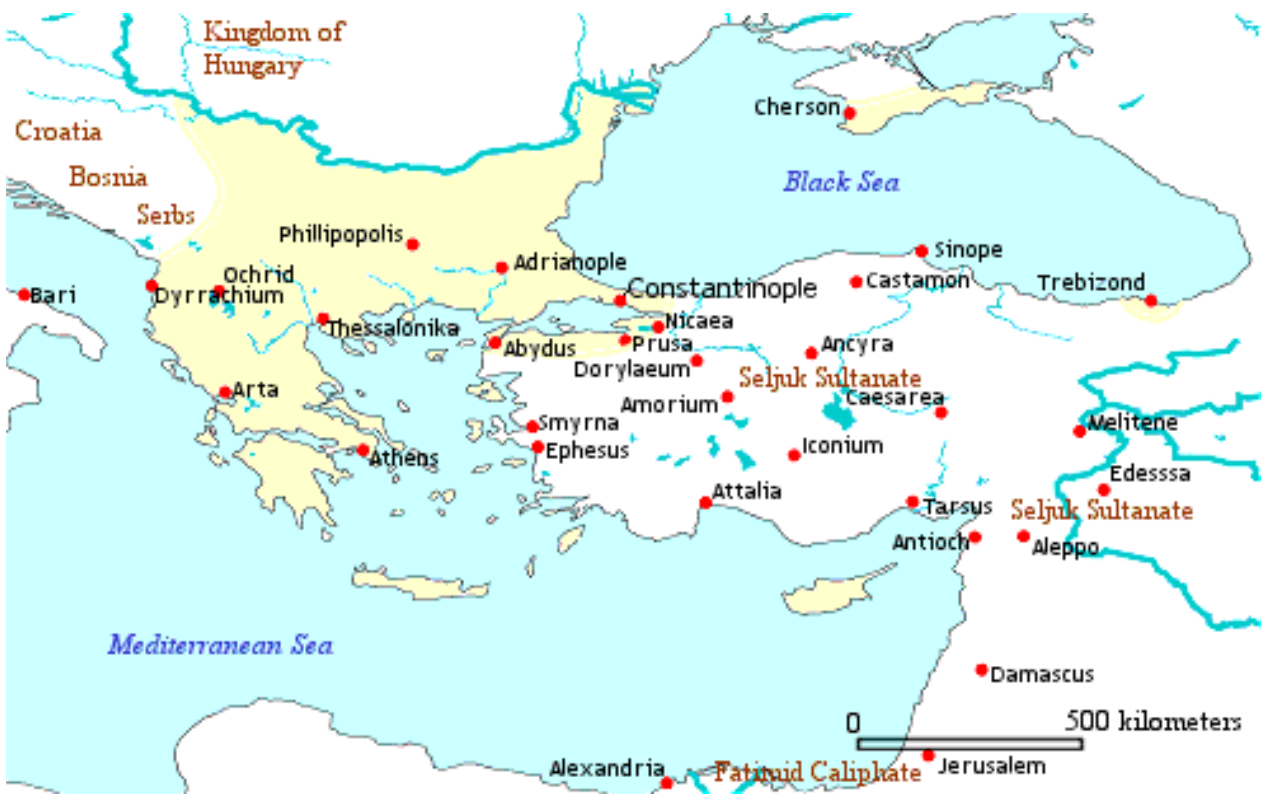 Kingdom of
Hungary
Cherson
Croatia
Bosnia
Black Sea
Serbs
Phillipopolis
Sinope
Adrianople
Ochrid
Castamon
Trebizond
Bari
Dyrrachium
Constantinople
Thessalonika
Nicaea
Abydus
Prusa
Ancyra
Dorylaeum
Seljuk Sultanate
Arta
Amorium
Caesarea
Smyrna
Melitene
Athens
Ephesus
Iconium
Edesssa
Attalia
Tarsus
Seljuk Sultanate
Antioch
Aleppo
Mediterranean Sea
Damascus
0
500 kilometers
Alexandria
Fatimid Caliphate
Jerusalem